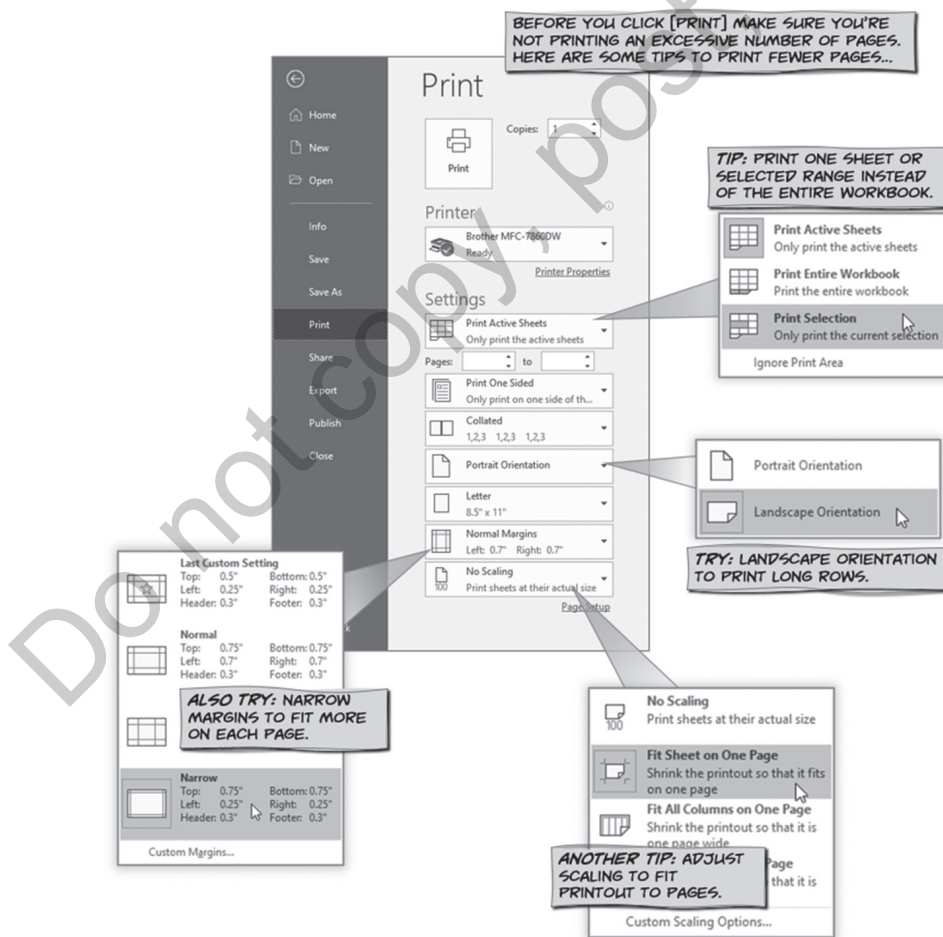 BEFORE YOU CLICK [PRINT] MAKE SURE YOU'RE
NOT PRINTING AN EXCESSIVE NUMBER OF PAGES.
HERE ARE SOME TIPS TO PRINT FEWER PAGES...
Home
New
Open
Info
Save
Save As
Print
Share
Export
Publish
Close
Print
Print
Copies: 1
Printer
Brother MFC-7860DW
Ready
Printer Properties
Settings
Print Active Sheets
Only print the active sheets
Pages: to
Print One Sided
Only print on one side of th...
Collated
1,2,3 1,2,3 1,2,3
Portrait Orientation
Letter
8.5" x 11"
Normal Margins
Left: 0.7" Right: 0.7"
No Scaling
100
Print sheets at their actual size
Page Setup
TIP: PRINT ONE SHEET OR
SELECTED RANGE INSTEAD
OF THE ENTIRE WORKBOOK.
Print Active Sheets
Only print the active sheets
Print Entire Workbook
Print the entire workbook
Print Selection
Only print the current selection
Ignore Print Area
Portrait Orientation
Landscape Orientation
TRY: LANDSCAPE ORIENTATION
TO PRINT LONG ROWS.
Last Custom Setting
Top: 0.5" Bottom: 0.5"
Left: 0.25" Right: 0.25"
Header: 0.3" Footer: 0.3"
Normal
Top: 0.75" Bottom: 0.75"
Left: 0.7" Right: 0.7"
Header: 0.3" Footer: 0.3"
ALSO TRY: NARROW
MARGINS TO FIT MORE
ON EACH PAGE.
Narrow
Top: 0.75" Bottom: 0.75"
Left: 0.25" Right: 0.25"
Header: 0.3" Footer: 0.3"
Custom Margins...
No Scaling
100
Print sheets at their actual size
Fit Sheet on One Page
Shrink the printout so that it fits
on one page
Fit All Columns on One Page
Shrink the printout so that it is
one page wide
Page
that it is
ANOTHER TIP: ADJUST
SCALING TO FIT
PRINTOUT TO PAGES.
Custom Scaling Options...
Do not copy, post,